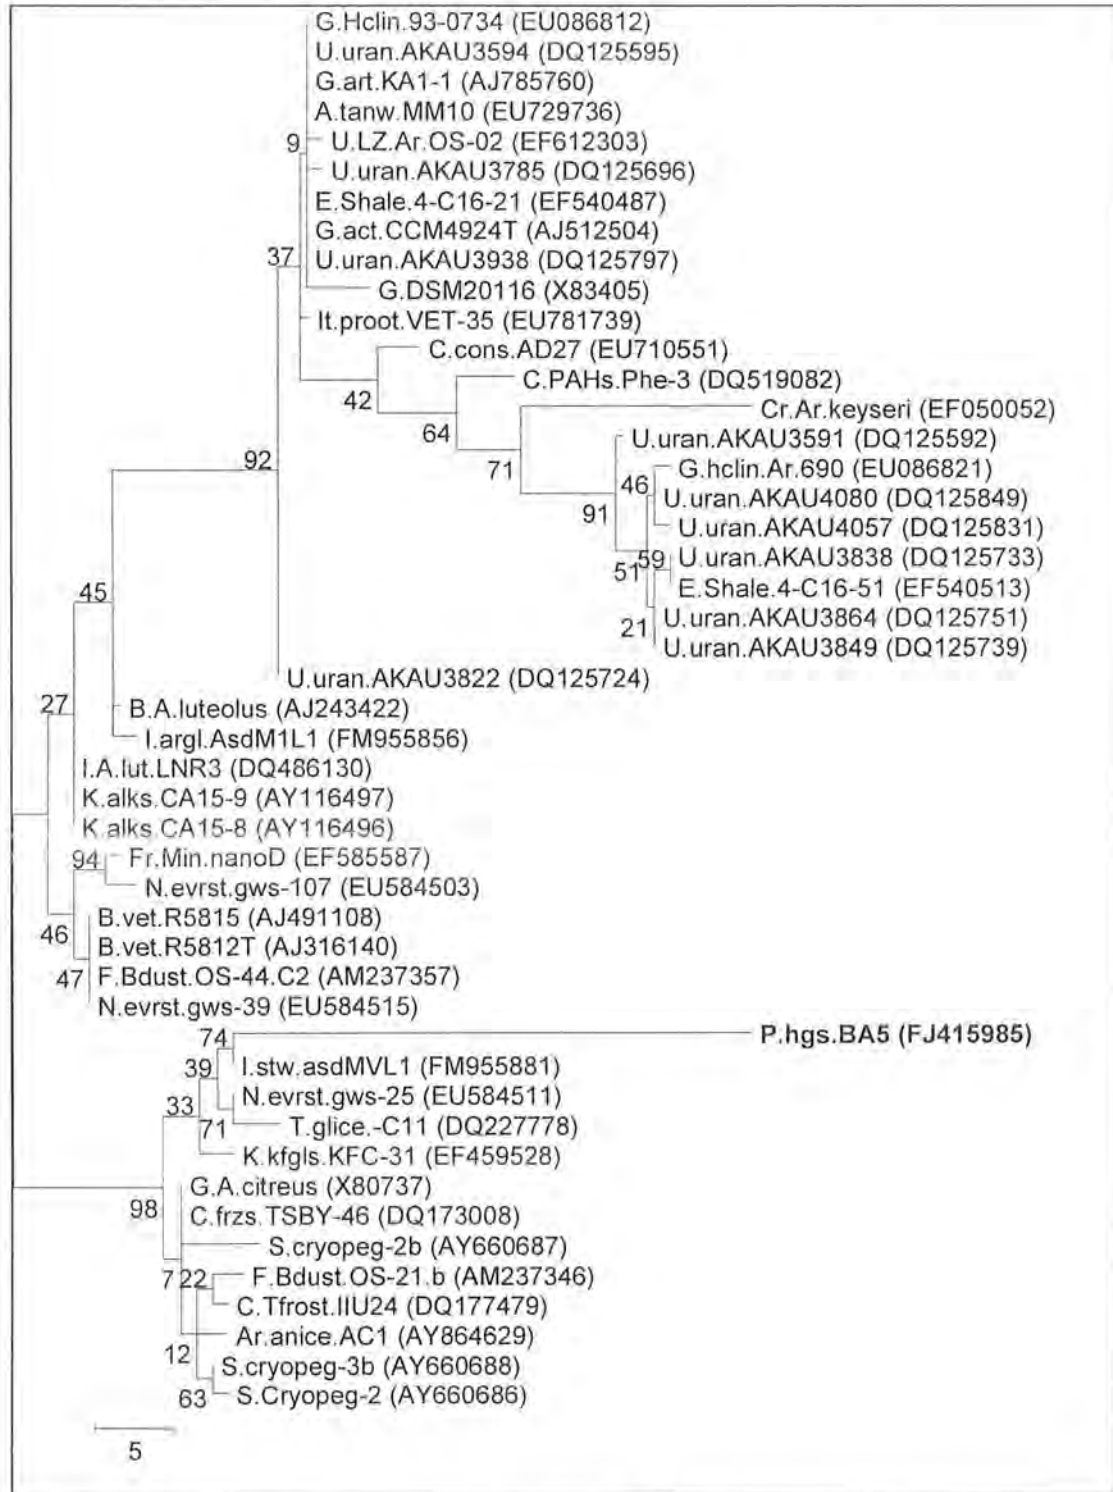 G.Hclin.93-0734 (EU086812)
U.uran.AKAU3594 (DQ125595)
G.art.KA1-1 (AJ785760)
A.tanw.MM10 (EU729736)
9
U.LZ.Ar.OS-02 (EF612303)
U.uran.AKAU3785 (DQ125696)
E.Shale.4-C16-21 (EF540487)
G.act.CCM4924T (AJ512504)
37
U.uran.AKAU3938 (DQ125797)
G.DSM20116 (X83405)
It.proot.VET-35 (EU781739)
C.cons.AD27 (EU710551)
C.PAHs.Phe-3 (DQ519082)
42
Cr.Ar.keyseri (EF050052)
64
U.uran.AKAU3591 (DQ125592)
92
71
G.hclin.Ar.690 (EU086821)
46
U.uran.AKAU4080 (DQ125849)
91
U.uran.AKAU4057 (DQ125831)
59
U.uran.AKAU3838 (DQ125733)
51
E.Shale.4-C16-51 (EF540513)
45
U.uran.AKAU3864 (DQ125751)
21
U.uran.AKAU3849 (DQ125739)
U.uran.AKAU3822 (DQ125724)
27
B.A.luteolus (AJ243422)
I.argl.AsdM1L1 (FM955856)
I.A.lut.LNR3 (DQ486130)
K.alks.CA15-9 (AY116497)
K.alks.CA15-8 (AY116496)
94
Fr.Min.nanoD (EF585587)
N.evrst.gws-107 (EU584503)
B.vet.R5815 (AJ491108)
46
B.vet.R5812T (AJ316140)
47
F.Bdust.OS-44.C2 (AM237357)
N.evrst.gws-39 (EU584515)
74
P.hgs.BA5 (FJ415985)
39
I.stw.asdMVL1 (FM955881)
N.evrst.gws-25 (EU584511)
33
71
T.glice.-C11 (DQ227778)
K.kfgls.KFC-31 (EF459528)
G.A.citreus (X80737)
98
C.frzs.TSBY-46 (DQ173008)
S.cryopeg-2b (AY660687)
7
22
F.Bdust.OS-21.b (AM237346)
C.Tfrost.IIU24 (DQ177479)
Ar.anice.AC1 (AY864629)
12
S.cryopeg-3b (AY660688)
63
S.Cryopeg-2 (AY660686)
5